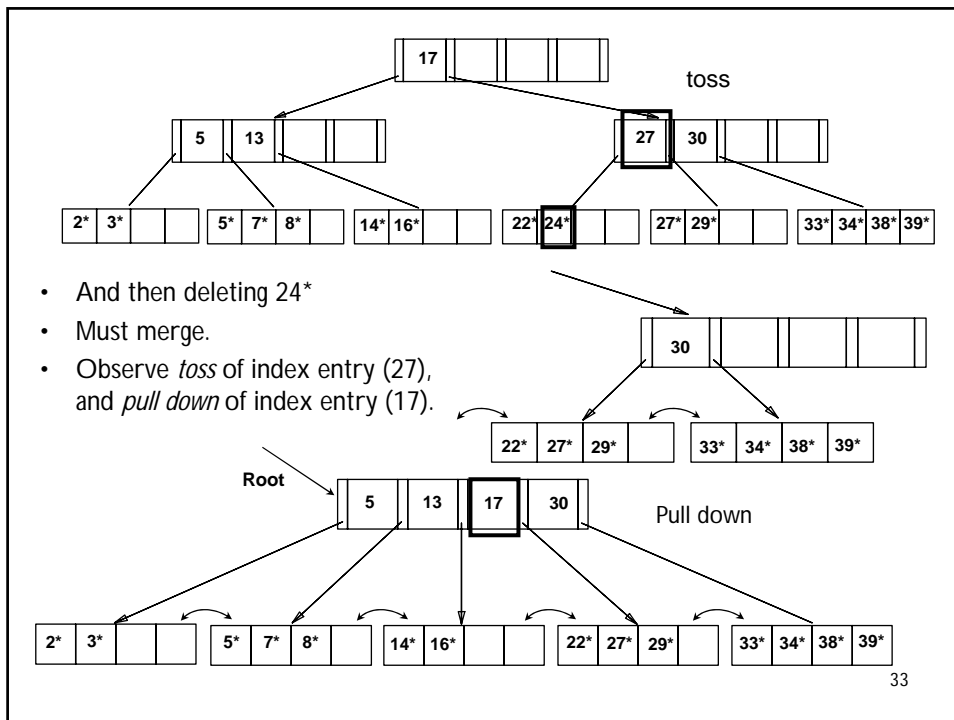 17
toss
5 13
27 30
2* 3*
5* 7* 8*
14* 16*
22* 24*
27* 29*
33* 34* 38* 39*
• And then deleting 24*
• Must merge.
• Observe toss of index entry (27),
and pull down of index entry (17).
30
22* 27* 29*
33* 34* 38* 39*
Root
5 13 17 30
Pull down
2* 3*
5* 7* 8*
14* 16*
22* 27* 29*
33* 34* 38* 39*
33